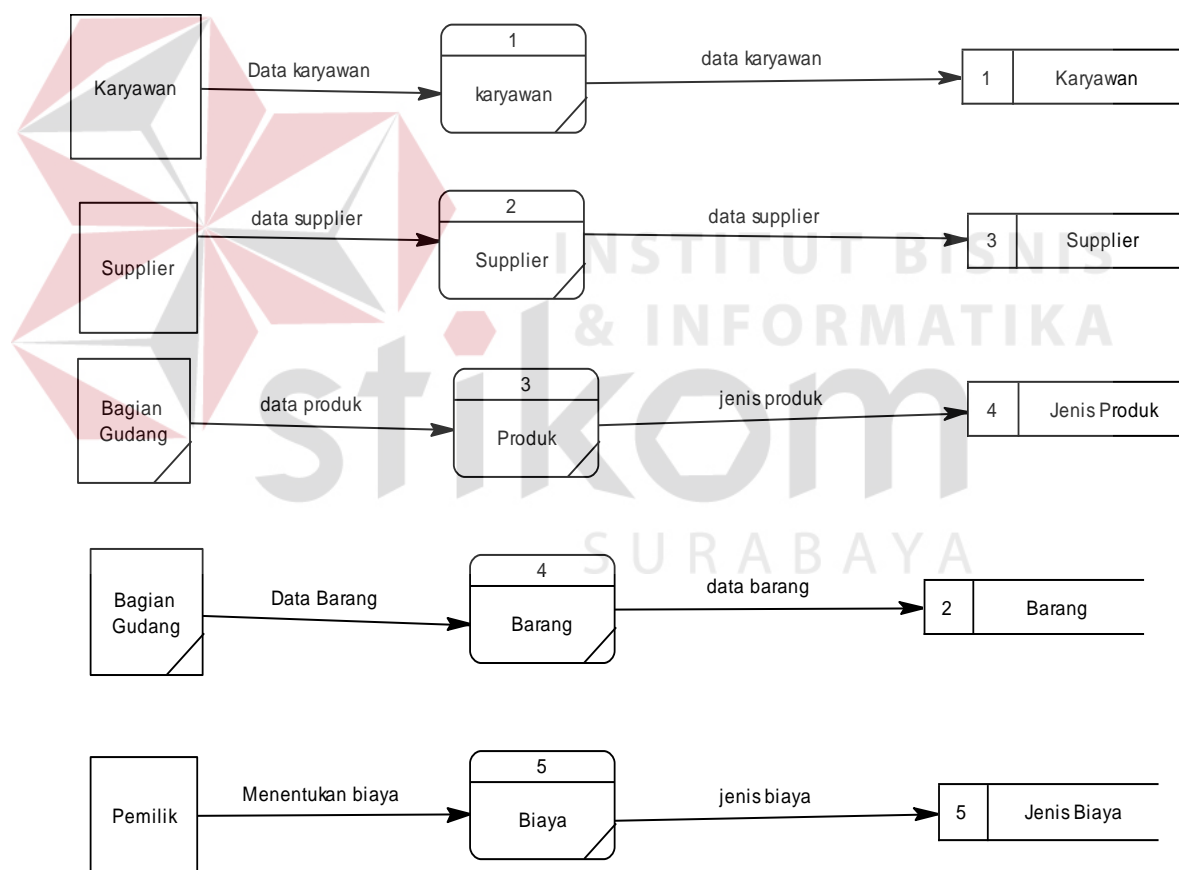 1
Karyawan
Data karyawan
karyawan
data karyawan
1
Karyawan
2
Supplier
data supplier
Supplier
data supplier
3
Supplier
INSTITUT BISNIS
& INFORMATIKA
stikom
SURABAYA
3
Bagian
Gudang
data produk
Produk
jenis produk
4
Jenis Produk
4
Bagian
Gudang
Data Barang
Barang
data barang
2
Barang
5
Pemilik
Menentukan biaya
Biaya
jenis biaya
5
Jenis Biaya